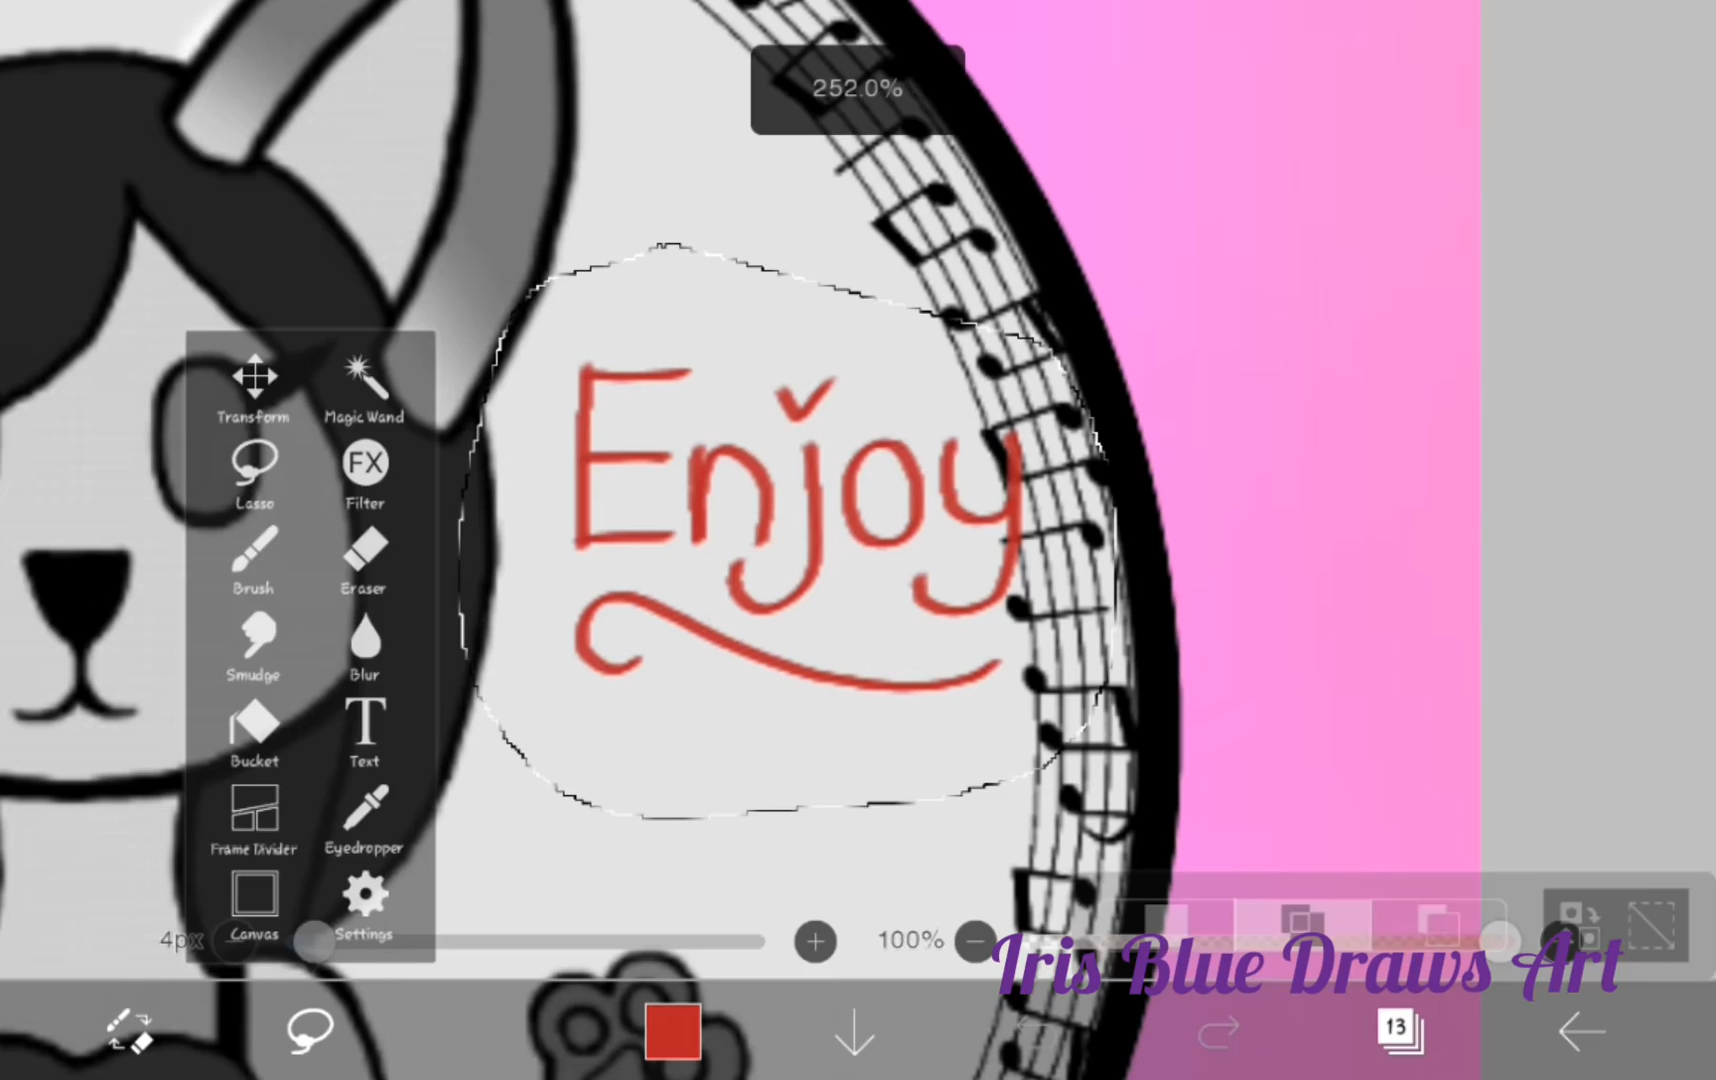 252.0%
Enjoy
Transform Magic Wand
Lasso FX Filter
Brush Eraser
Smudge Blur
Bucket T Text
Frame Divider Eyedropper
Canvas Settings
4px 100%
Iris Blue Draws Art
13